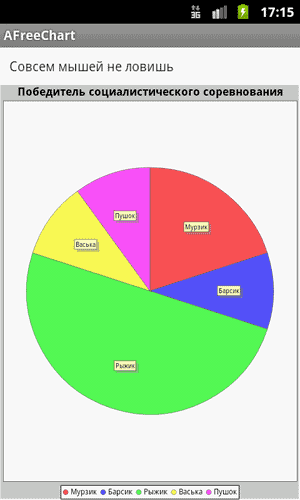 3G
17:15
AFreeChart
Совсем мышей не ловишь
Победитель социалистического соревнования
Пушок
Мурзик
Васька
Барсик
Рыжик
Мурзик Барсик Рыжик Васька Пушок